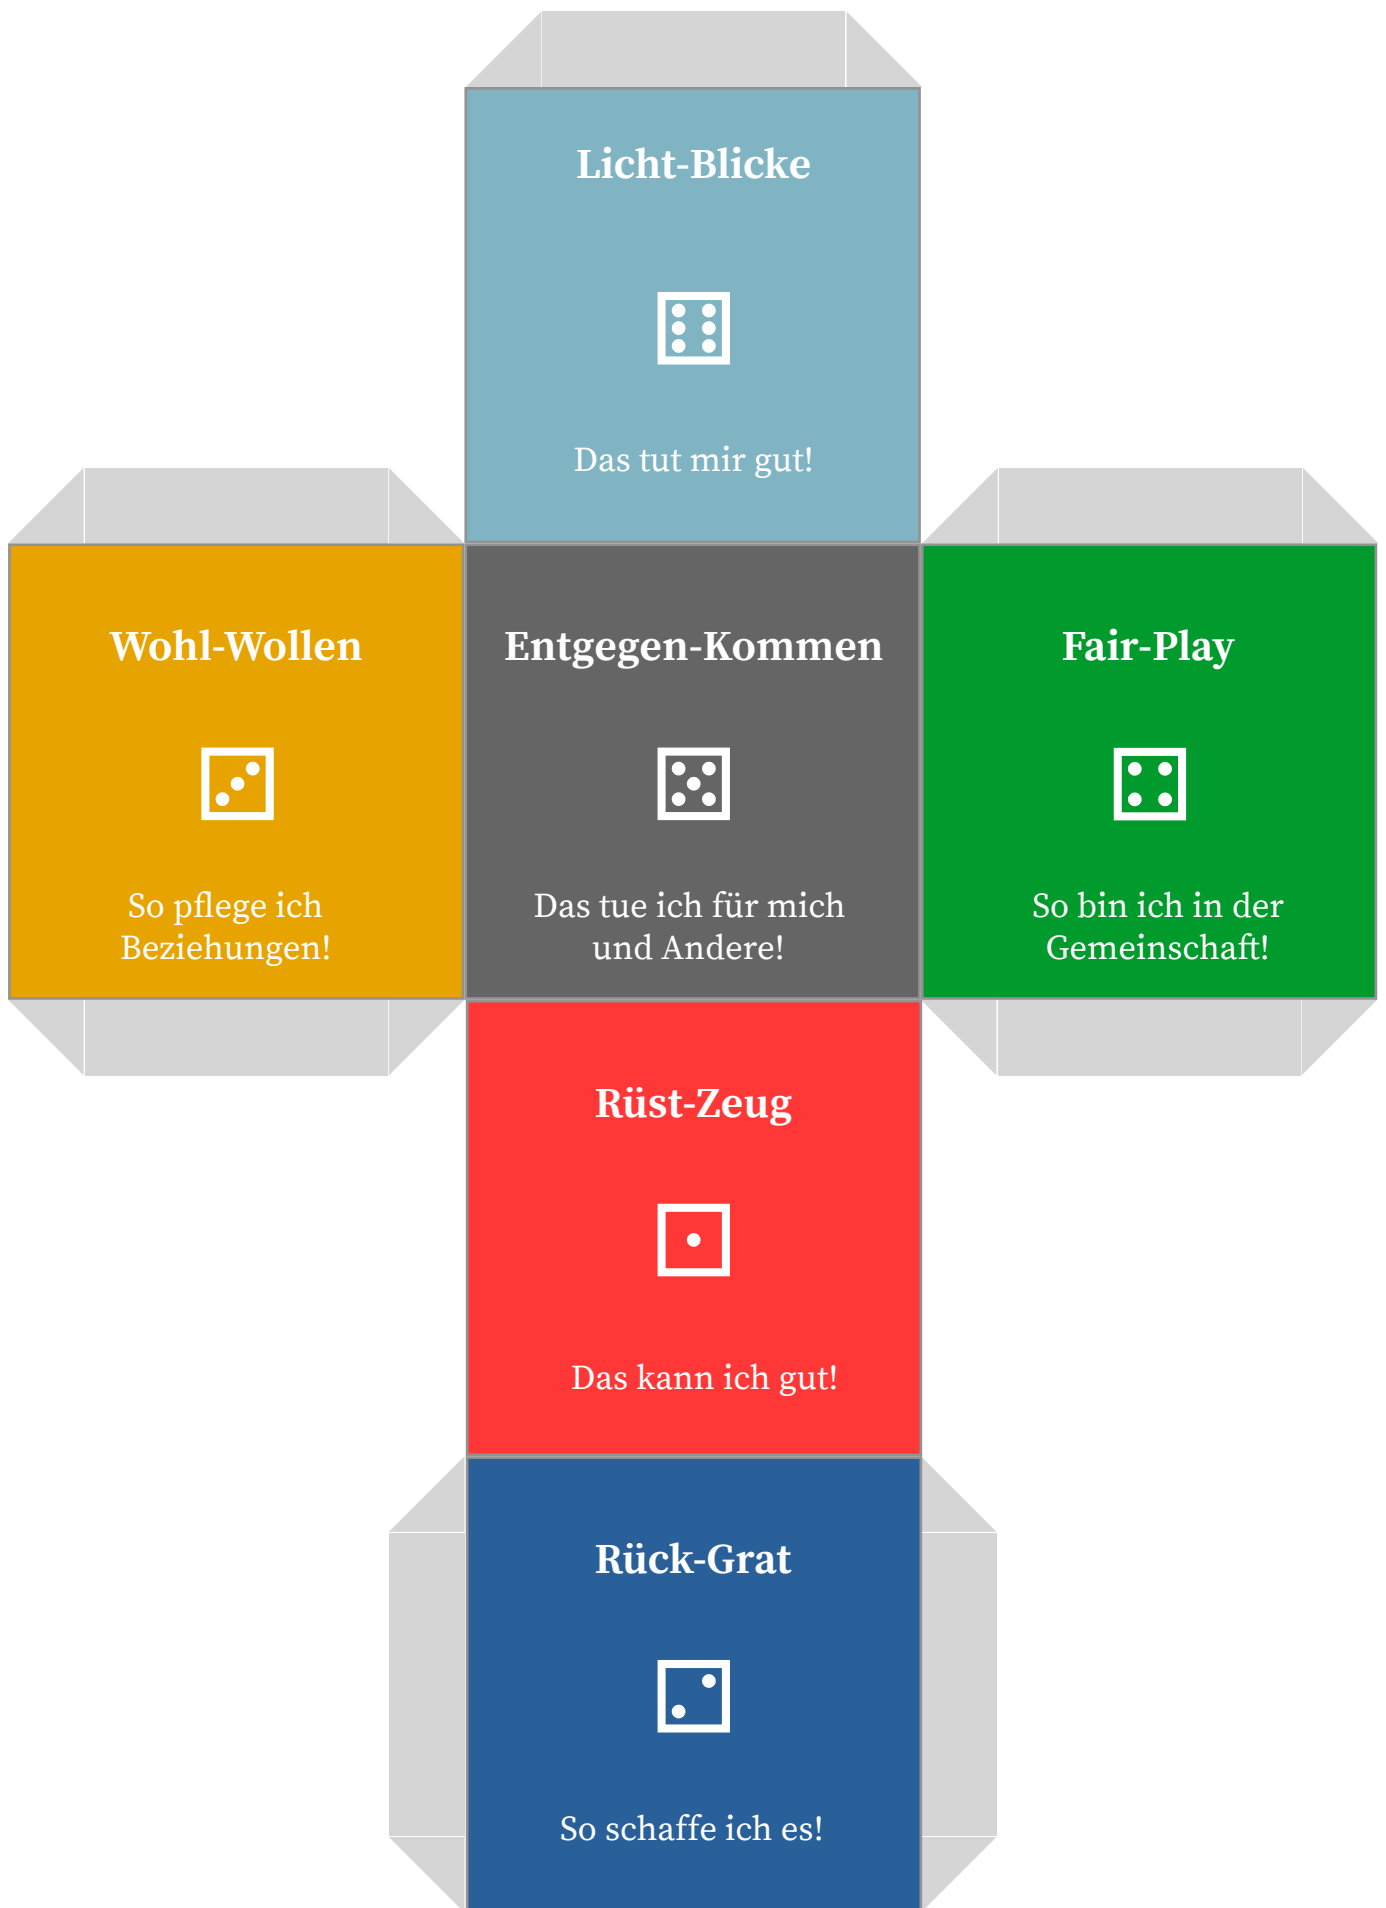 Licht-Blicke
Das tut mir gut!
Wohl-Wollen
So pflege ich
Beziehungen!
Entgegen-Kommen
Das tue ich für mich
und Andere!
Fair-Play
So bin ich in der
Gemeinschaft!
Rüst-Zeug
Das kann ich gut!
Rück-Grat
So schaffe ich es!